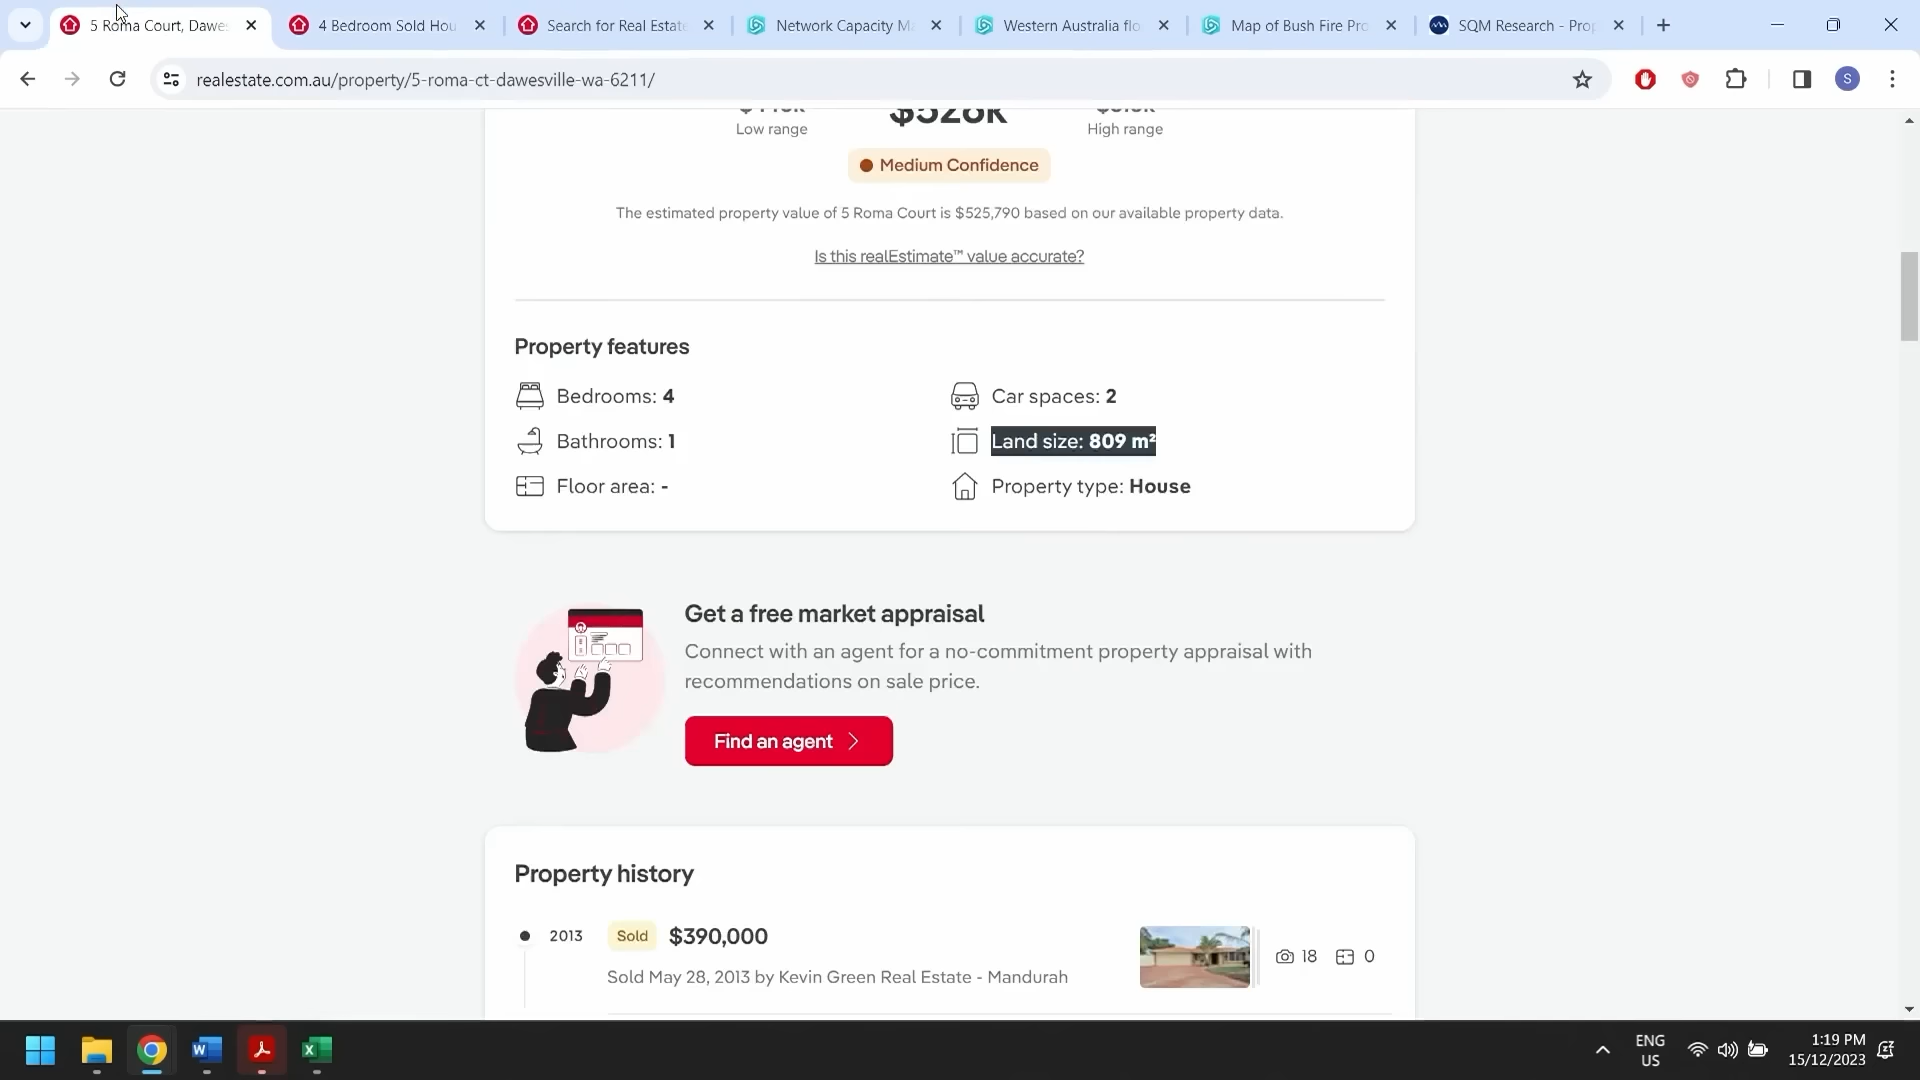 5 Roma Court, Dawes
4 Bedroom Sold Hou
Search for Real Estate
Network Capacity Ma
Western Australia flo
Map of Bush Fire Pro
SQM Research - Prop
realestate.com.au/property/5-roma-ct-dawesville-wa-6211/
S
$526k
Low range
High range
Medium Confidence
The estimated property value of 5 Roma Court is $525,790 based on our available property data.
Is this realEstimate™ value accurate?
Property features
Bedrooms: 4
Car spaces: 2
Bathrooms: 1
Land size: 809 m²
Floor area: -
Property type: House
Get a free market appraisal
Connect with an agent for a no-commitment property appraisal with
recommendations on sale price.
Find an agent
Property history
2013
Sold
$390,000
18
0
Sold May 28, 2013 by Kevin Green Real Estate - Mandurah
ENG
US
1:19 PM
15/12/2023